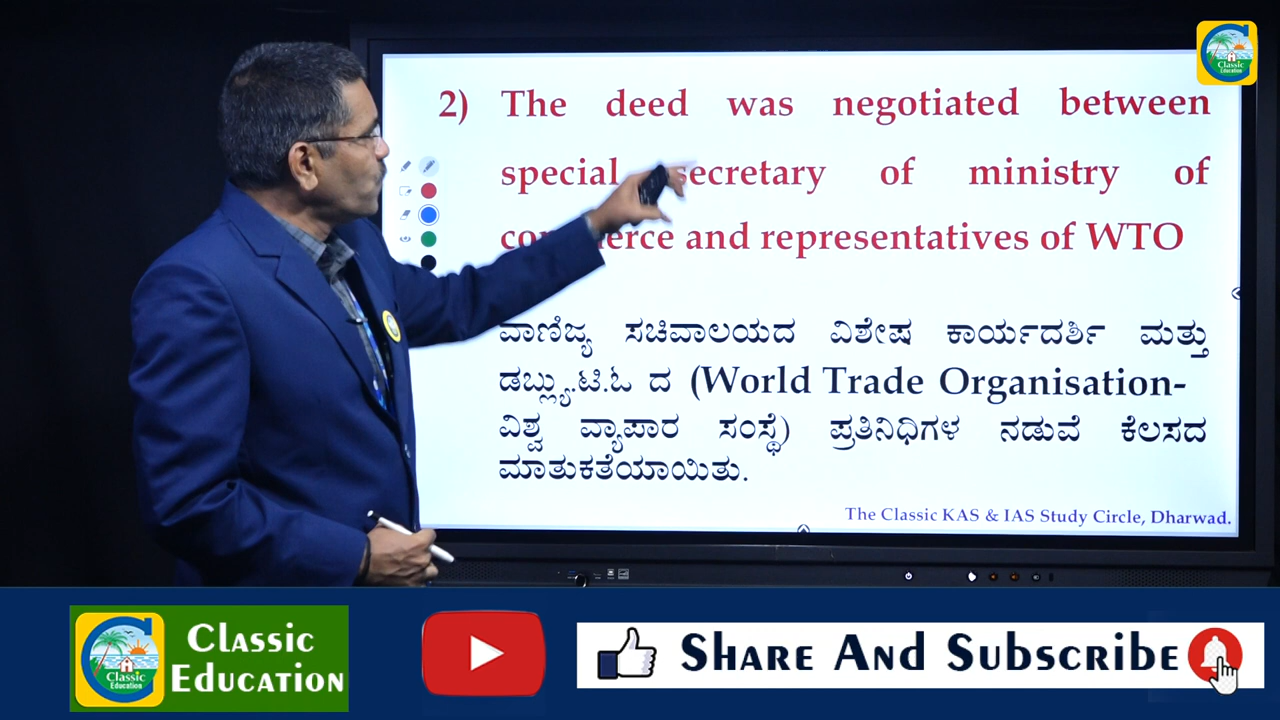 Classic
Education
2) The deed was negotiated between
special secretary of ministry of
commerce and representatives of WTO
ವಾಣಿಜ್ಯ ಸಚಿವಾಲಯದ ವಿಶೇಷ ಕಾರ್ಯದರ್ಶಿ ಮತ್ತು
ಡಬ್ಲ್ಯು.ಟಿ.ಓ ದ (World Trade Organisation-
ವಿಶ್ವ ವ್ಯಾಪಾರ ಸಂಸ್ಥೆ) ಪ್ರತಿನಿಧಿಗಳ ನಡುವೆ ಕೆಲಸದ
ಮಾತುಕತೆಯಾಯಿತು.
The Classic KAS & IAS Study Circle, Dharwad.
Classic
Education
Classic
Education
Share And Subscribe